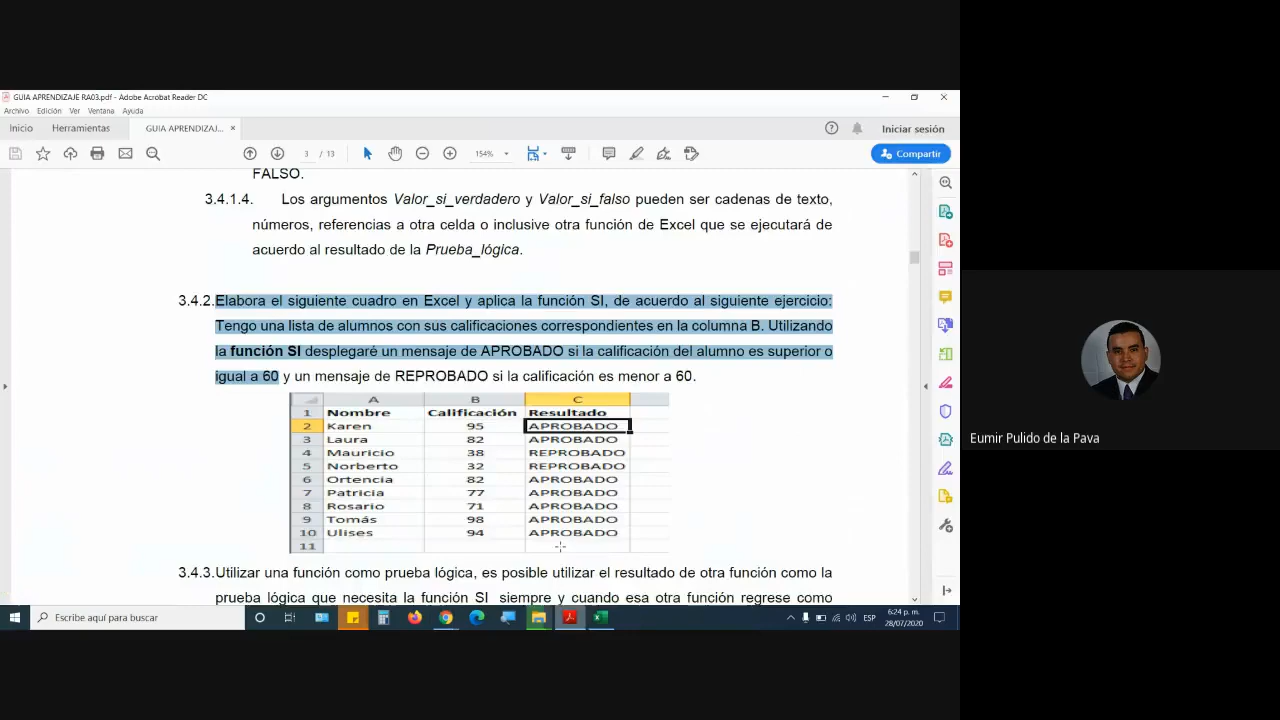 GUIA APRENDIZAJE RA03.pdf - Adobe Acrobat Reader DC
Archivo Edición Ver Ventana Ayuda
Inicio Herramientas GUIA APRENDIZAJ... × Iniciar sesión
3 / 13 154% Compartir
FALSO.
3.4.1.4. Los argumentos Valor_si_verdadero y Valor_si_falso pueden ser cadenas de texto,
números, referencias a otra celda o inclusive otra función de Excel que se ejecutará de
acuerdo al resultado de la Prueba_lógica.
3.4.2. Elabora el siguiente cuadro en Excel y aplica la función SI, de acuerdo al siguiente ejercicio:
Tengo una lista de alumnos con sus calificaciones correspondientes en la columna B. Utilizando
la función SI desplegaré un mensaje de APROBADO si la calificación del alumno es superior o
igual a 60 y un mensaje de REPROBADO si la calificación es menor a 60.
A B C
1 Nombre Calificación Resultado
2 Karen 95 APROBADO
3 Laura 82 APROBADO
4 Mauricio 38 REPROBADO
5 Norberto 32 REPROBADO
6 Ortencia 82 APROBADO
7 Patricia 77 APROBADO
8 Rosario 71 APROBADO
9 Tomás 98 APROBADO
10 Ulises 94 APROBADO
11
3.4.3. Utilizar una función como prueba lógica, es posible utilizar el resultado de otra función como la
prueba lógica que necesita la función SI siempre y cuando esa otra función regrese como
Escribe aquí para buscar
ESP
6:24 p. m.
28/07/2020
Eumir Pulido de la Pava